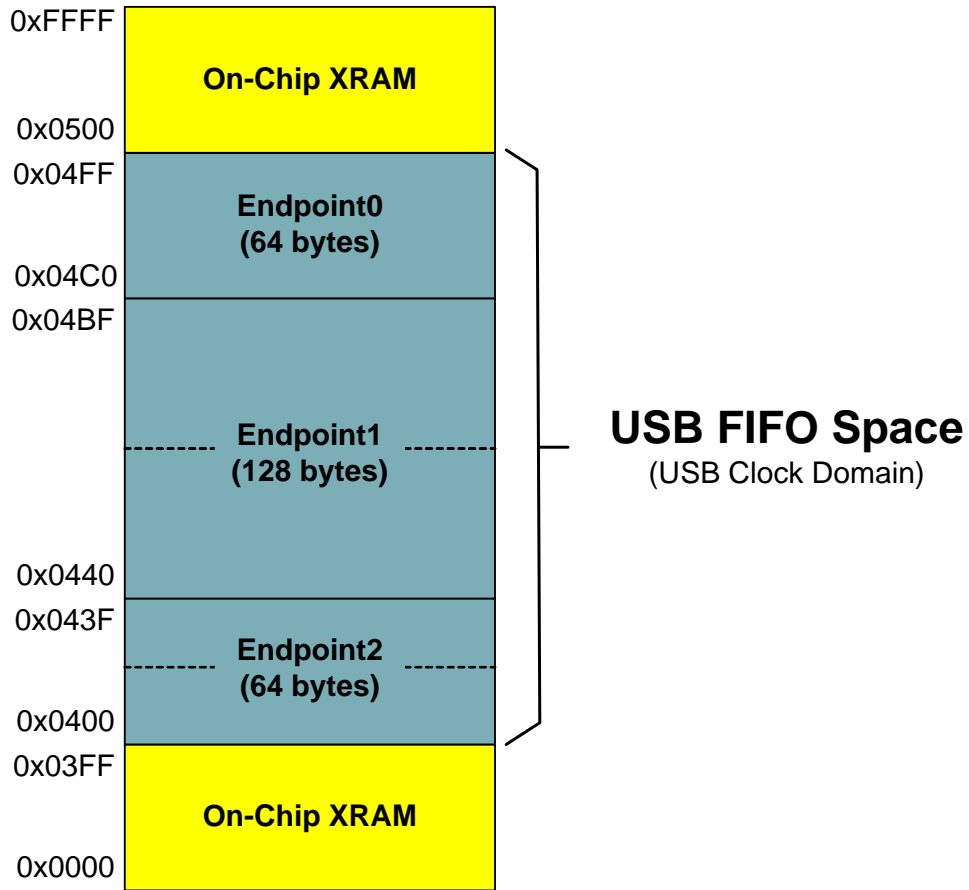 0xFFFF
On-Chip XRAM
0x0500
0x04FF
Endpoint0
(64 bytes)
0x04C0
0x04BF
Endpoint1
(128 bytes)
0x0440
0x043F
Endpoint2
(64 bytes)
0x0400
0x03FF
On-Chip XRAM
0x0000
USB FIFO Space
(USB Clock Domain)